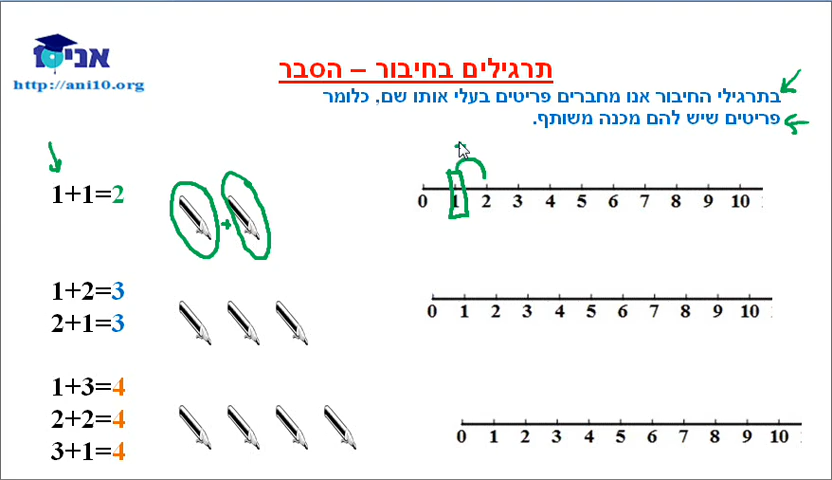 אני10
http://ani10.org
תרגילים בחיבור – הסבר
בתרגילי החיבור אנו מחברים פריטים בעלי אותו שם, כלומר
פריטים שיש להם מכנה משותף.
1+1=2
+
0 1 2 3 4 5 6 7 8 9 10
1+2=3
2+1=3
0 1 2 3 4 5 6 7 8 9 10
1+3=4
2+2=4
3+1=4
0 1 2 3 4 5 6 7 8 9 10